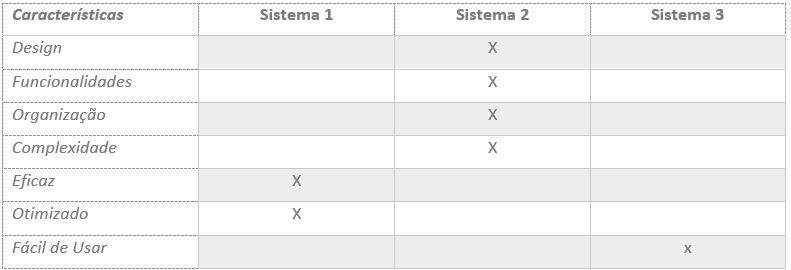 Características Sistema 1 Sistema 2 Sistema 3
Design X
Funcionalidades X
Organização X
Complexidade X
Eficaz X
Otimizado X
Fácil de Usar x